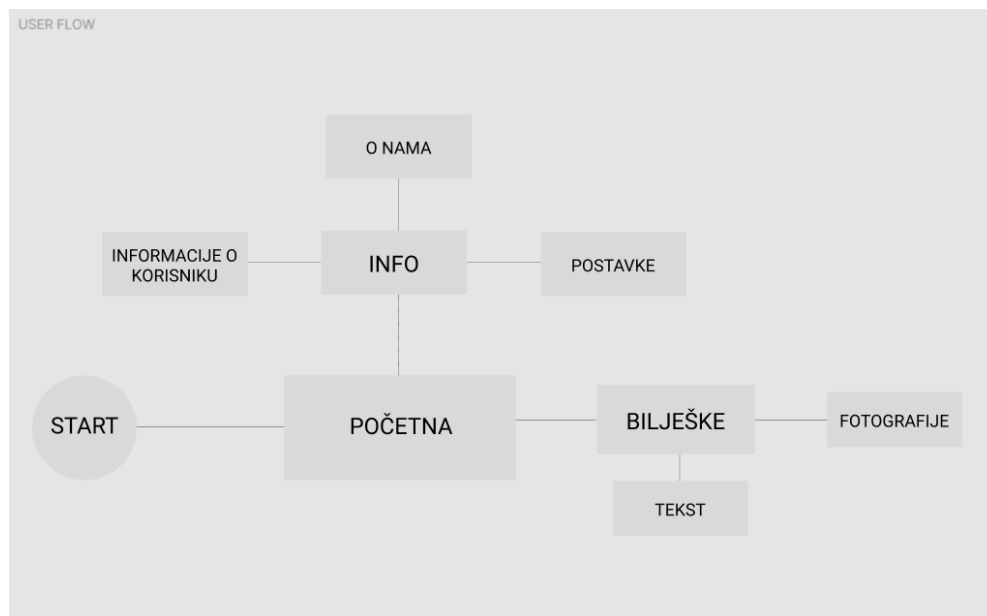 USER FLOW
O NAMA
INFORMACIJE O
KORISNIKU
INFO
POSTAVKE
START
POČETNA
BILJEŠKE
FOTOGRAFIJE
TEKST